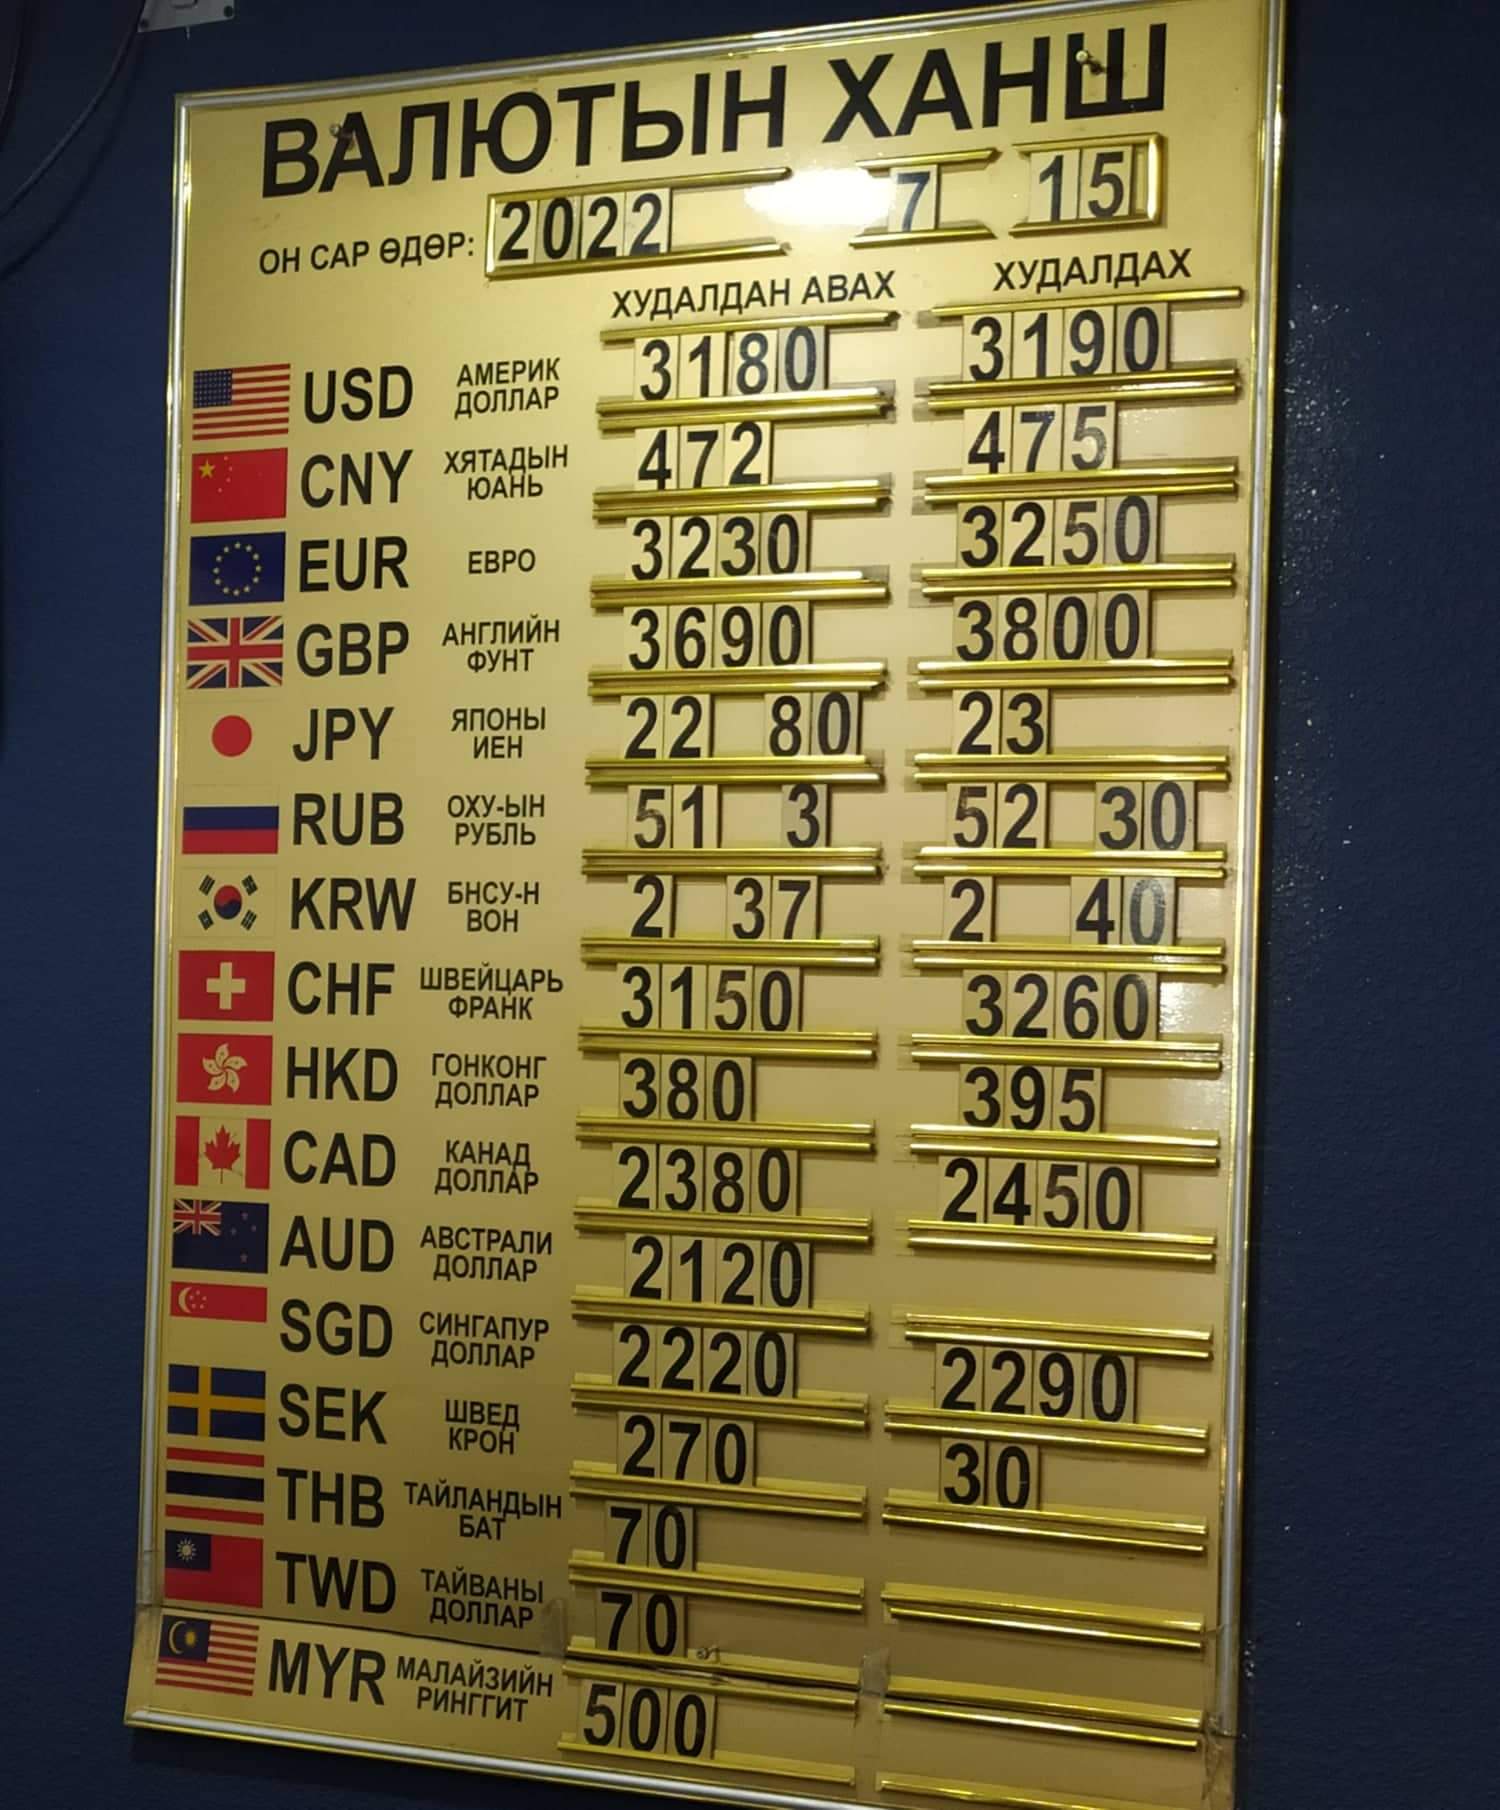 ВАЛЮТЫН ХАНШ
ОН САР ӨДӨР: 2022 7 15
ХУДАЛДАН АВАХ ХУДАЛДАХ
USD АМЕРИК ДОЛЛАР 3180 3190
CNY ХЯТАДЫН ЮАНЬ 472 475
EUR ЕВРО 3230 3250
GBP АНГЛИЙН ФУНТ 3690 3800
JPY ЯПОНЫ ИЕН 22 80 23
RUB ОХУ-ЫН РУБЛЬ 51 3 52 30
KRW БНСУ-Н ВОН 2 37 2 40
CHF ШВЕЙЦАРЬ ФРАНК 3150 3260
HKD ГОНКОНГ ДОЛЛАР 380 395
CAD КАНАД ДОЛЛАР 2380 2450
AUD АВСТРАЛИ ДОЛЛАР 2120
SGD СИНГАПУР ДОЛЛАР 2220 2290
SEK ШВЕД КРОН 270 30
THB ТАЙЛАНДЫН БАТ 70
TWD ТАЙВАНЫ ДОЛЛАР 70
MYR МАЛАЙЗИЙН РИНГГИТ 500